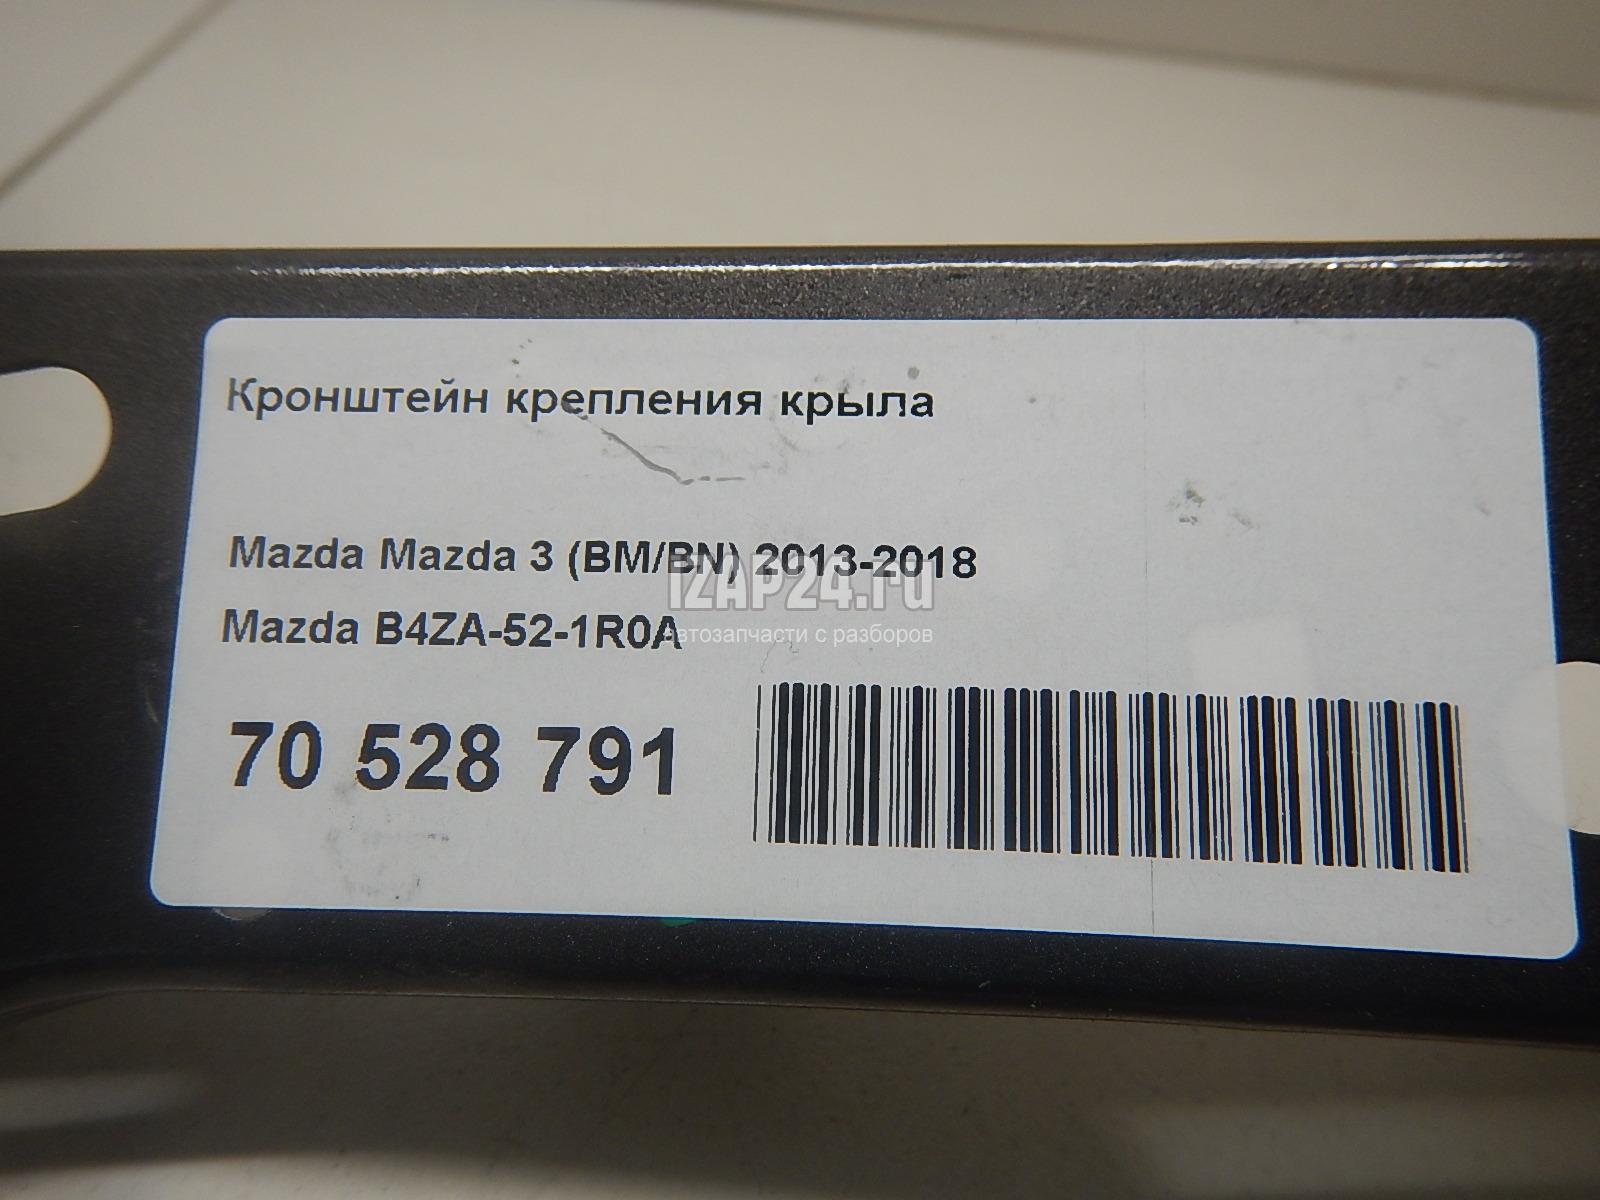 Кронштейн крепления крыла
Mazda Mazda 3 (BM/BN) 2013-2018
IZAP24.ru
Mazda B4ZA-52-1R0A
автозапчасти с разборов
70 528 791